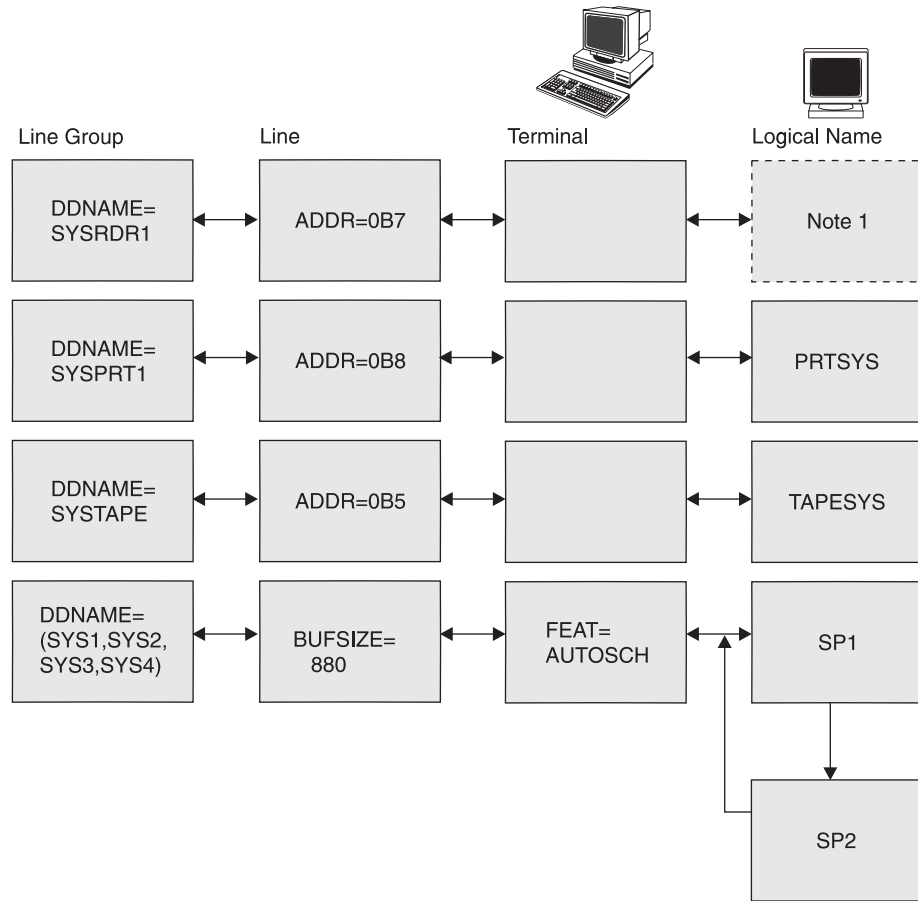 Line Group
Line
Terminal
Logical Name
DDNAME=
SYSRDR1
ADDR=0B7
Note 1
DDNAME=
SYSPRT1
ADDR=0B8
PRTSYS
DDNAME=
SYSTAPE
ADDR=0B5
TAPESYS
DDNAME=
(SYS1,SYS2,
SYS3,SYS4)
BUFSIZE=
880
FEAT=
AUTOSCH
SP1
SP2